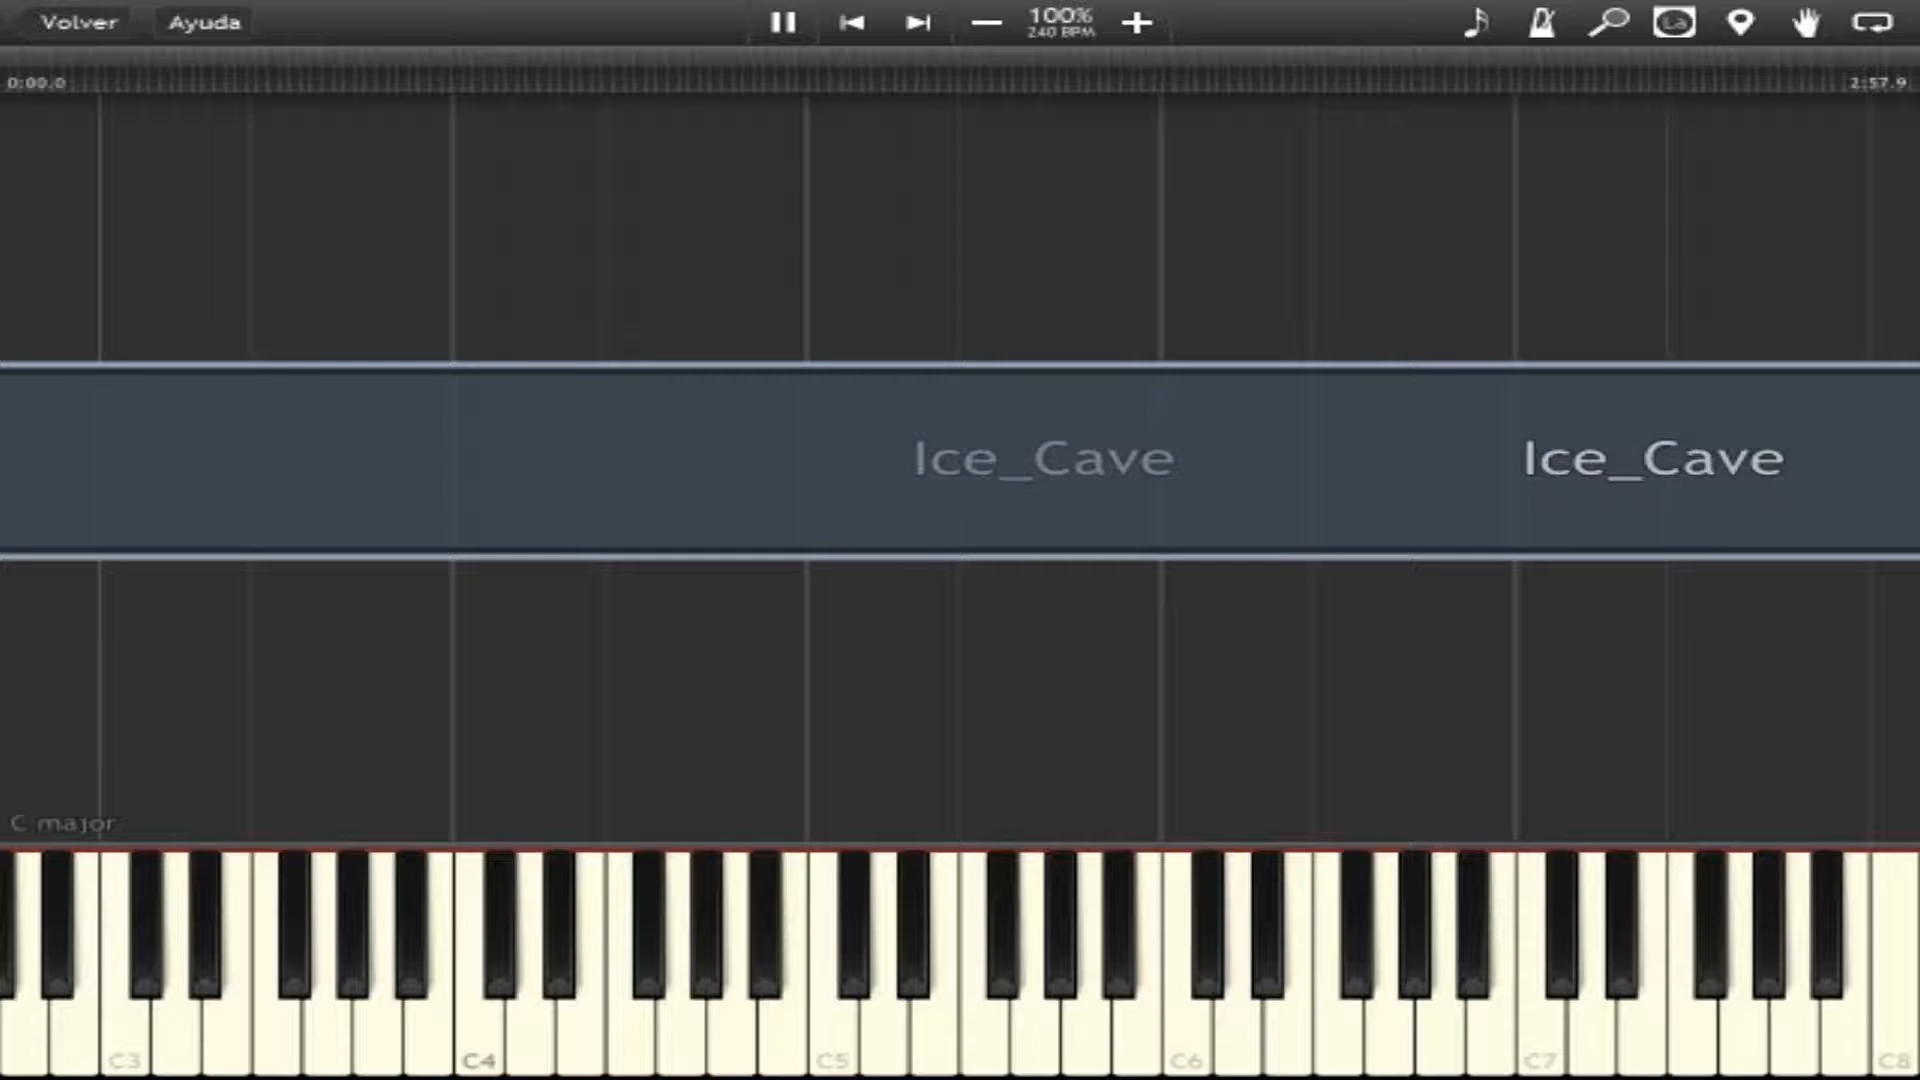 Volver Ayuda 100%
240 BPM
La
0:00.0 2:57.9
Ice_Cave Ice_Cave
C major
C3 C4 C5 C6 C7 C8